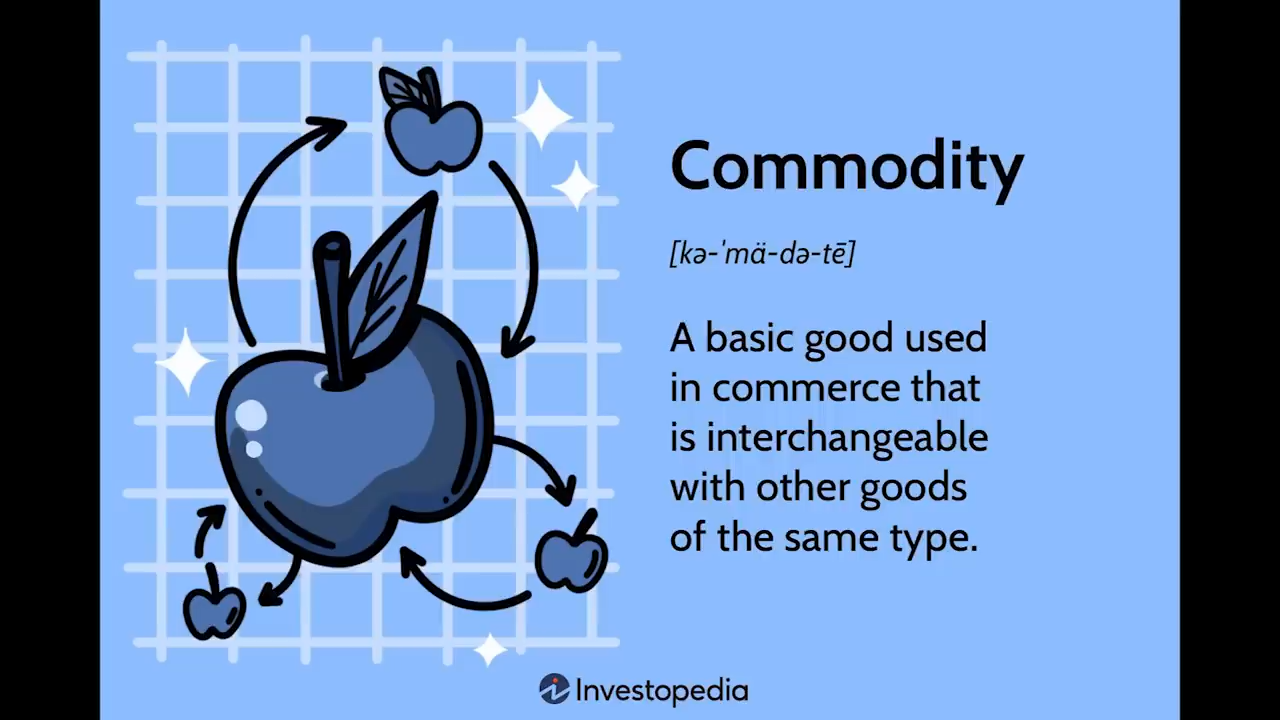 Commodity
[kə-ˈmä-də-tē]
A basic good used
in commerce that
is interchangeable
with other goods
of the same type.
Investopedia